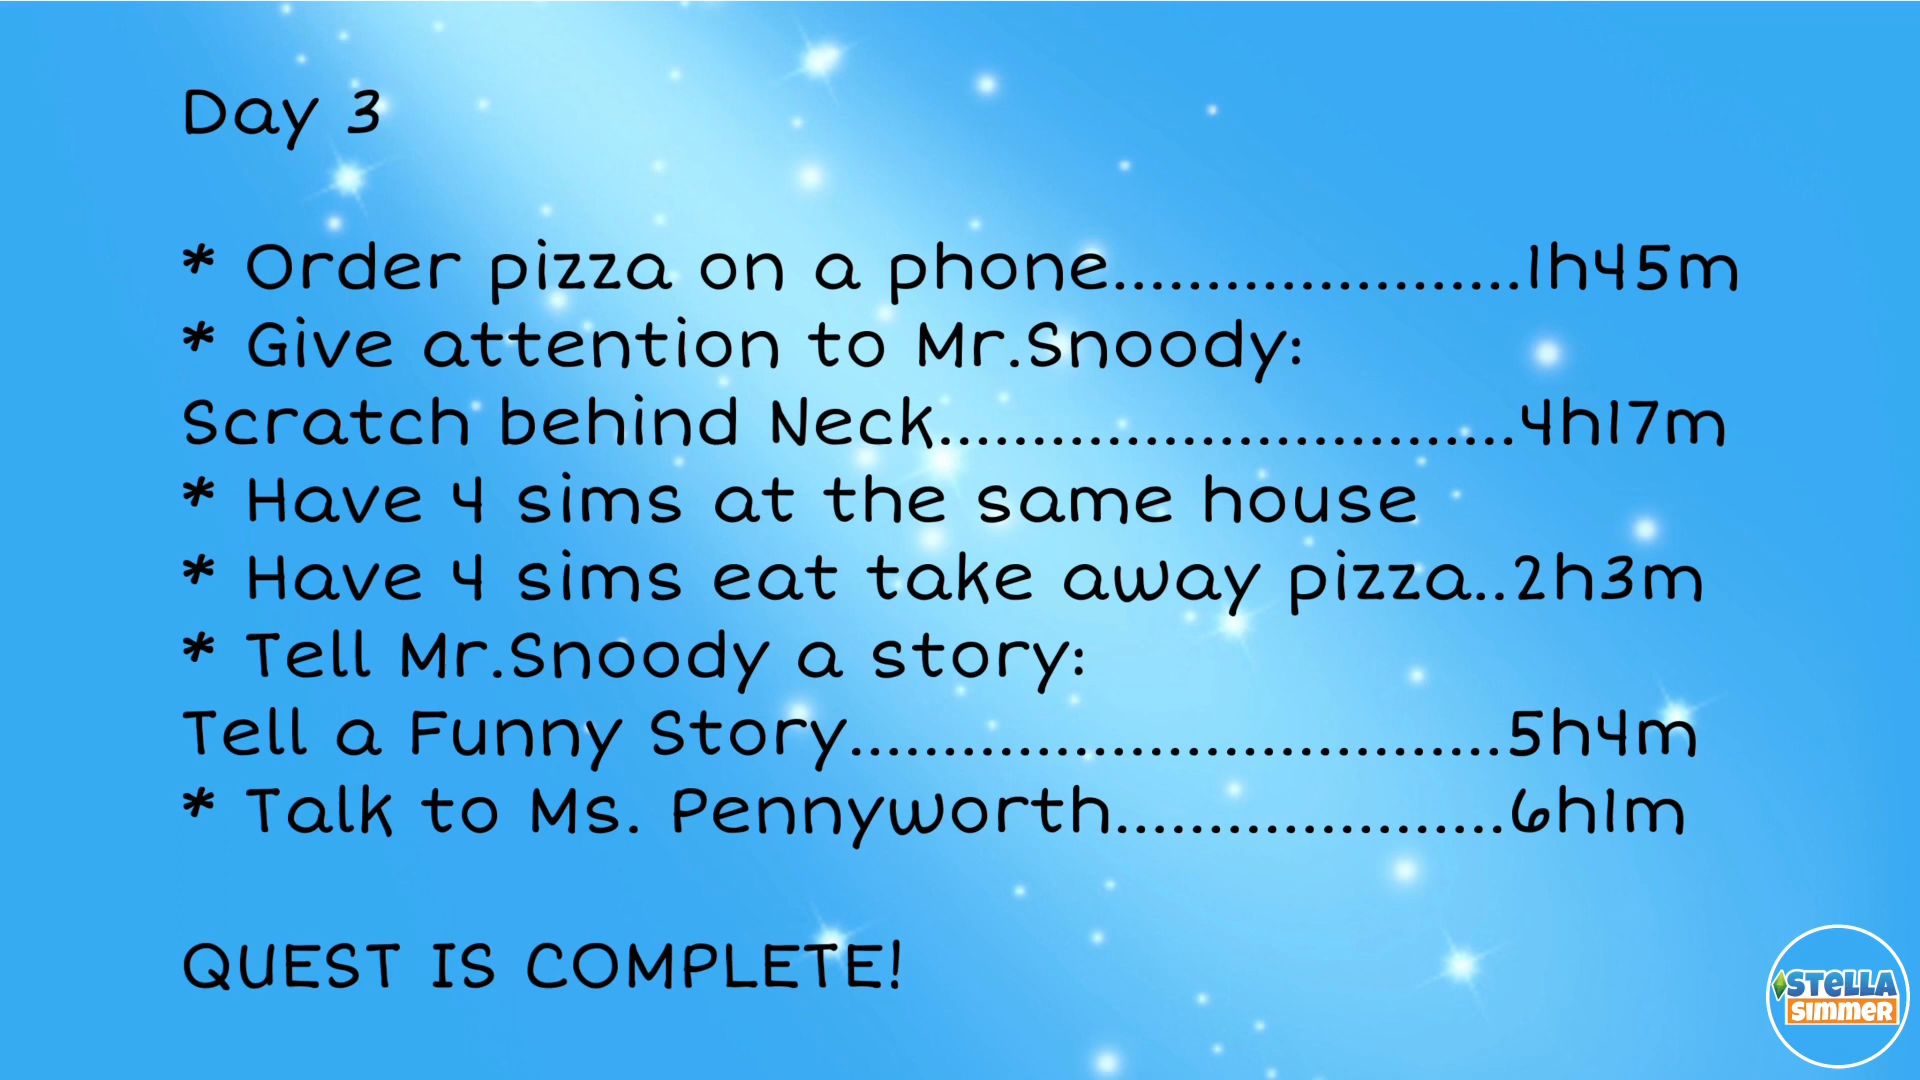 Day 3
* Order pizza on a phone......................1h45m
* Give attention to Mr.Snoody:
Scratch behind Neck...............................4h17m
* Have 4 sims at the same house
* Have 4 sims eat take away pizza..2h3m
* Tell Mr.Snoody a story:
Tell a Funny Story...................................5h4m
* Talk to Ms. Pennyworth.....................6h1m
QUEST IS COMPLETE!
STELLA
SIMMER